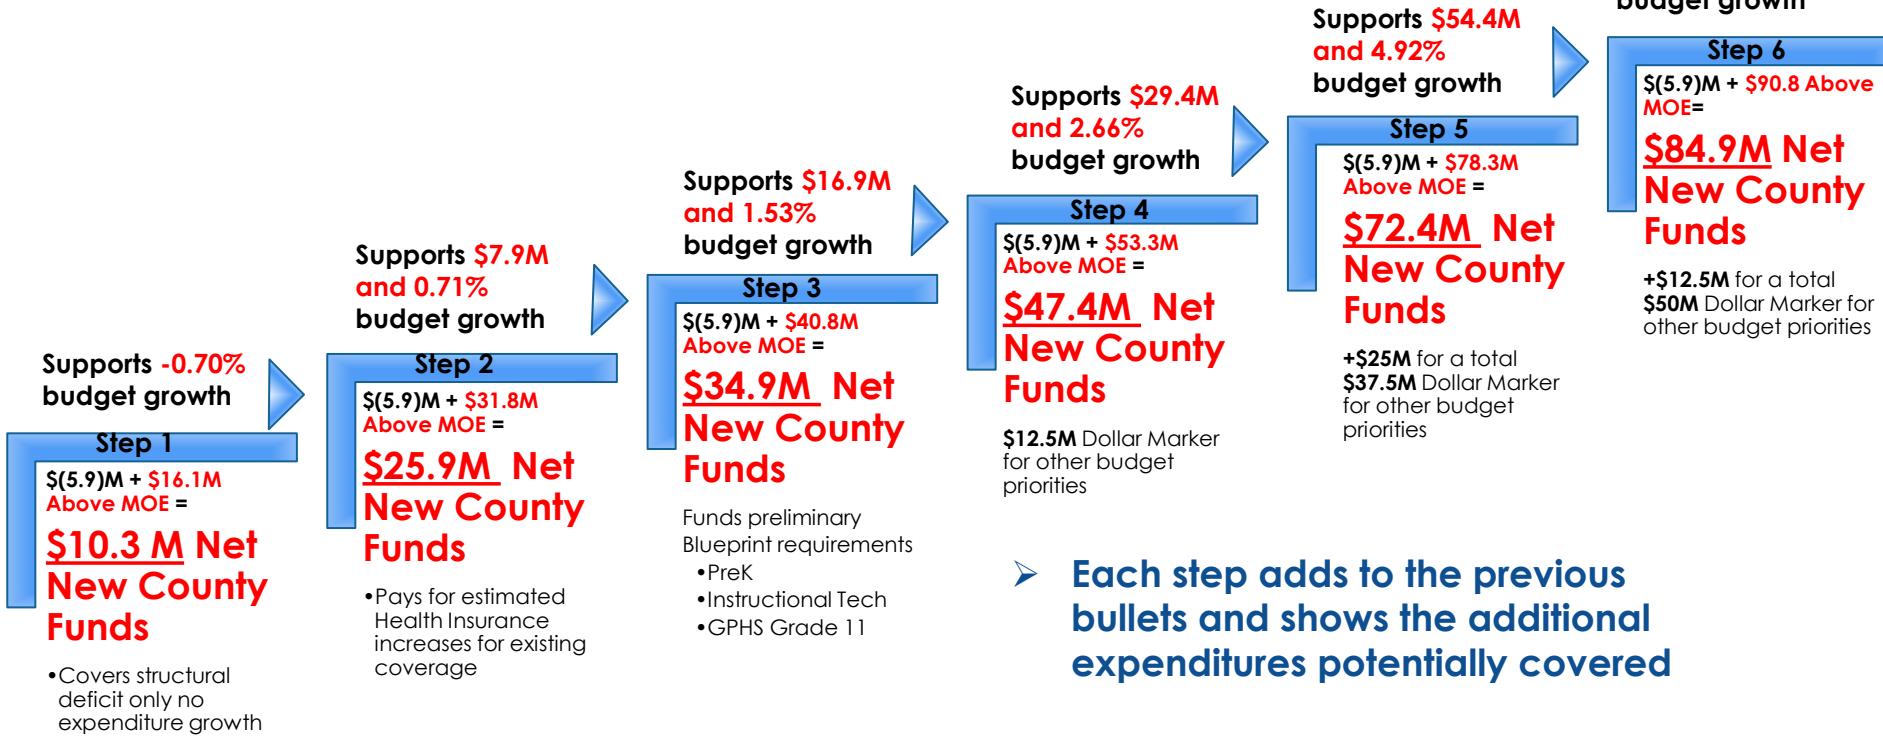 Supports -0.70%
budget growth
Step 1
$(5.9)M + $16.1M
Above MOE =
$10.3 M Net
New County
Funds
•Covers structural
deficit only no
expenditure growth
Supports $7.9M
and 0.71%
budget growth
Step 2
$(5.9)M + $31.8M
Above MOE =
$25.9M Net
New County
Funds
•Pays for estimated
Health Insurance
increases for existing
coverage
Supports $16.9M
and 1.53%
budget growth
Step 3
$(5.9)M + $40.8M
Above MOE =
$34.9M Net
New County
Funds
Funds preliminary
Blueprint requirements
•PreK
•Instructional Tech
•GPHS Grade 11
Supports $29.4M
and 2.66%
budget growth
Step 4
$(5.9)M + $53.3M
Above MOE =
$47.4M Net
New County
Funds
$12.5M Dollar Marker
for other budget
priorities
Supports $54.4M
and 4.92%
budget growth
Step 5
$(5.9)M + $78.3M
Above MOE =
$72.4M Net
New County
Funds
+$25M for a total
$37.5M Dollar Marker
for other budget
priorities
budget growth
Step 6
$(5.9)M + $90.8 Above
MOE=
$84.9M Net
New County
Funds
+$12.5M for a total
$50M Dollar Marker for
other budget priorities
➢ Each step adds to the previous
bullets and shows the additional
expenditures potentially covered